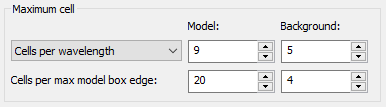 Maximum cell
Model: Background:
Cells per wavelength 9 5
Cells per max model box edge: 20 4